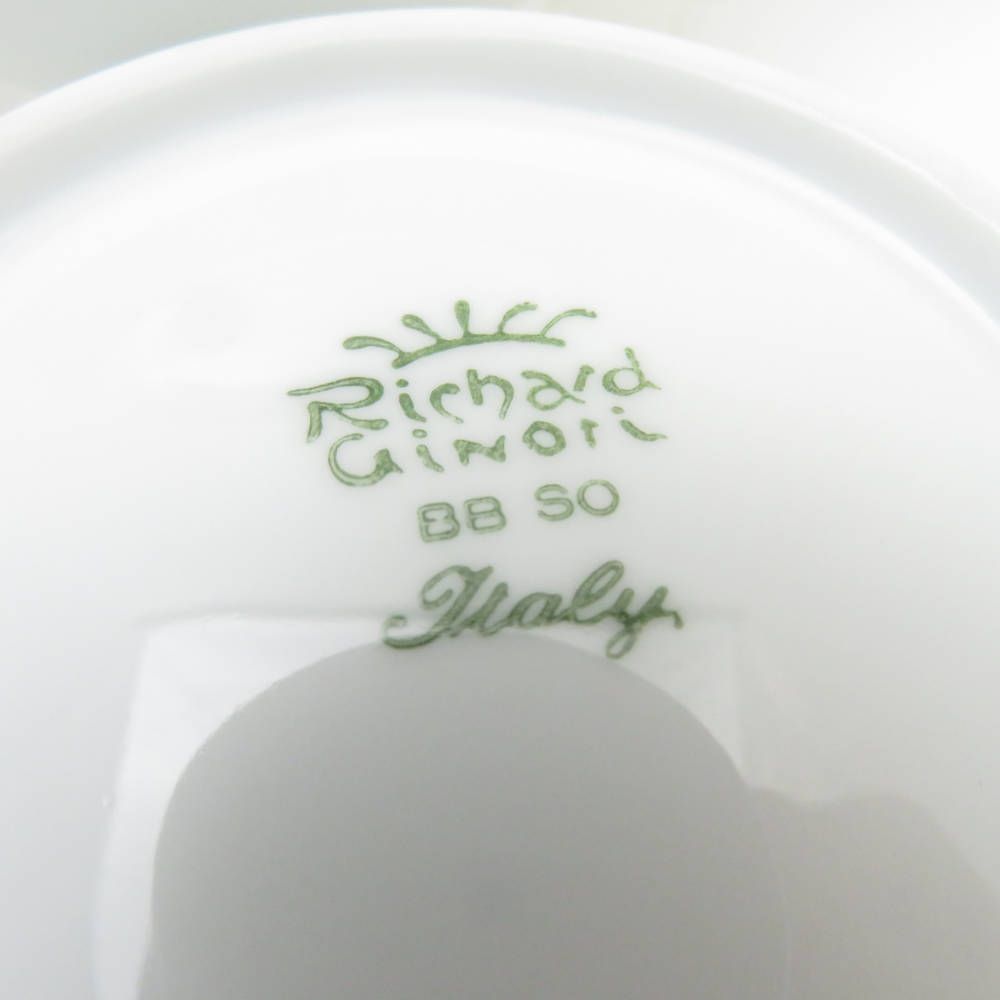 Richard
GiNoRi
BB SO
Italy